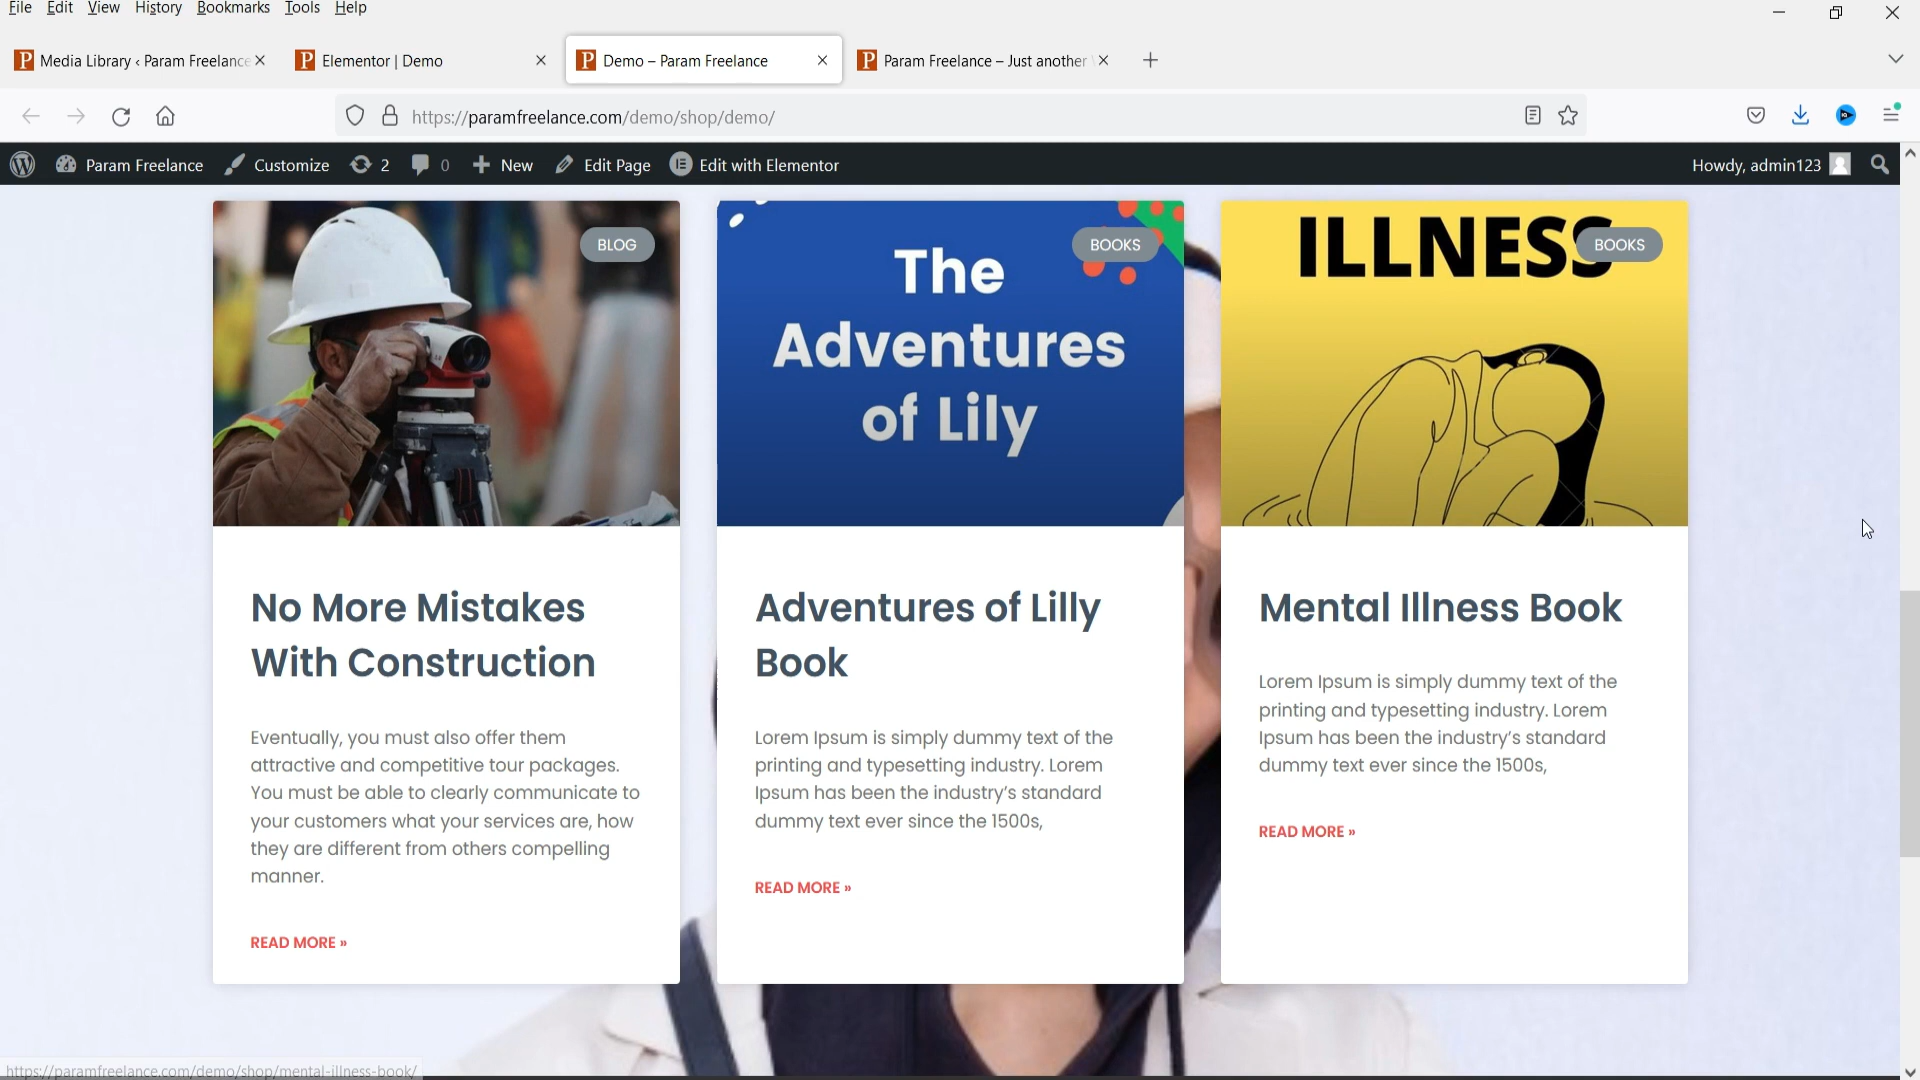 File Edit View History Bookmarks Tools Help
Media Library ‹ Param Freelance
Elementor | Demo
Demo – Param Freelance
Param Freelance – Just another
https://paramfreelance.com/demo/shop/demo/
Param Freelance
Customize
2
0
New
Edit Page
Edit with Elementor
Howdy, admin123
BLOG
No More Mistakes
With Construction
Eventually, you must also offer them
attractive and competitive tour packages.
You must be able to clearly communicate to
your customers what your services are, how
they are different from others compelling
manner.
READ MORE »
The
Adventures
of Lily
BOOKS
Adventures of Lilly
Book
Lorem Ipsum is simply dummy text of the
printing and typesetting industry. Lorem
Ipsum has been the industry’s standard
dummy text ever since the 1500s,
READ MORE »
ILLNESS
BOOKS
Mental Illness Book
Lorem Ipsum is simply dummy text of the
printing and typesetting industry. Lorem
Ipsum has been the industry’s standard
dummy text ever since the 1500s,
READ MORE »
https://paramfreelance.com/demo/shop/mental-illness-book/